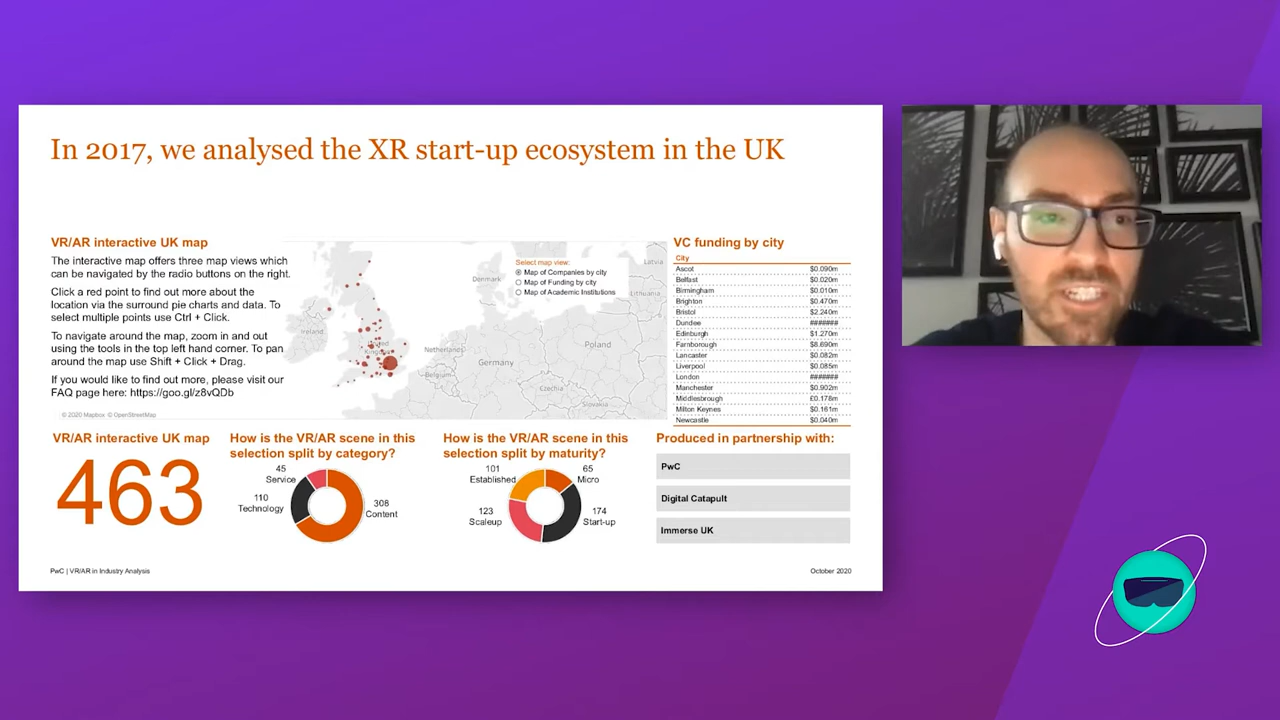 In 2017, we analysed the XR start-up ecosystem in the UK
VR/AR interactive UK map
The interactive map offers three map views which
can be navigated by the radio buttons on the right.
Click a red point to find out more about the
location via the surround pie charts and data. To
select multiple points use Ctrl + Click.
To navigate around the map, zoom in and out
using the tools in the top left hand corner. To pan
around the map use Shift + Click + Drag.
If you would like to find out more, please visit our
FAQ page here: https://goo.gl/z8vQDb
© 2020 Mapbox © OpenStreetMap
Select map view:
Map of Companies by city
Map of Funding by city
Map of Academic Institutions
Denmark
Latvia
Lithuania
Ireland
United
Kingdom
Netherlands
Belgium
Germany
Poland
Czechia
Slovakia
VC funding by city
City
Ascot $0.090m
Belfast $0.020m
Birmingham $0.010m
Brighton $0.470m
Bristol $2.240m
Dundee #######
Edinburgh $1.270m
Farnborough $8.690m
Lancaster $0.082m
Liverpool $0.085m
London #######
Manchester $0.902m
Middlesbrough £0.178m
Milton Keynes $0.161m
Newcastle $0.040m
VR/AR interactive UK map
463
How is the VR/AR scene in this
selection split by category?
45
Service
110
Technology
308
Content
How is the VR/AR scene in this
selection split by maturity?
101
Established
65
Micro
123
Scaleup
174
Start-up
Produced in partnership with:
PwC
Digital Catapult
Immerse UK
PwC | VR/AR in Industry Analysis
October 2020